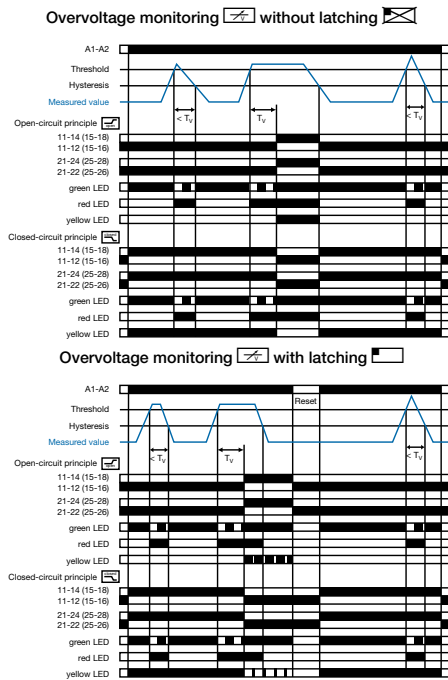 Overvoltage monitoring V without latching
A1-A2
Threshold
Hysteresis
Measured value
< Tv
Tv
< Tv
Open-circuit principle open
11-14 (15-18)
11-12 (15-16)
21-24 (25-28)
21-22 (25-26)
green LED
red LED
yellow LED
Closed-circuit principle closed
11-14 (15-18)
11-12 (15-16)
21-24 (25-28)
21-22 (25-26)
green LED
red LED
yellow LED
Overvoltage monitoring V with latching
A1-A2
Reset
Threshold
Hysteresis
Measured value
< Tv
Tv
< Tv
Open-circuit principle open
11-14 (15-18)
11-12 (15-16)
21-24 (25-28)
21-22 (25-26)
green LED
red LED
yellow LED
Closed-circuit principle closed
11-14 (15-18)
11-12 (15-16)
21-24 (25-28)
21-22 (25-26)
green LED
red LED
yellow LED